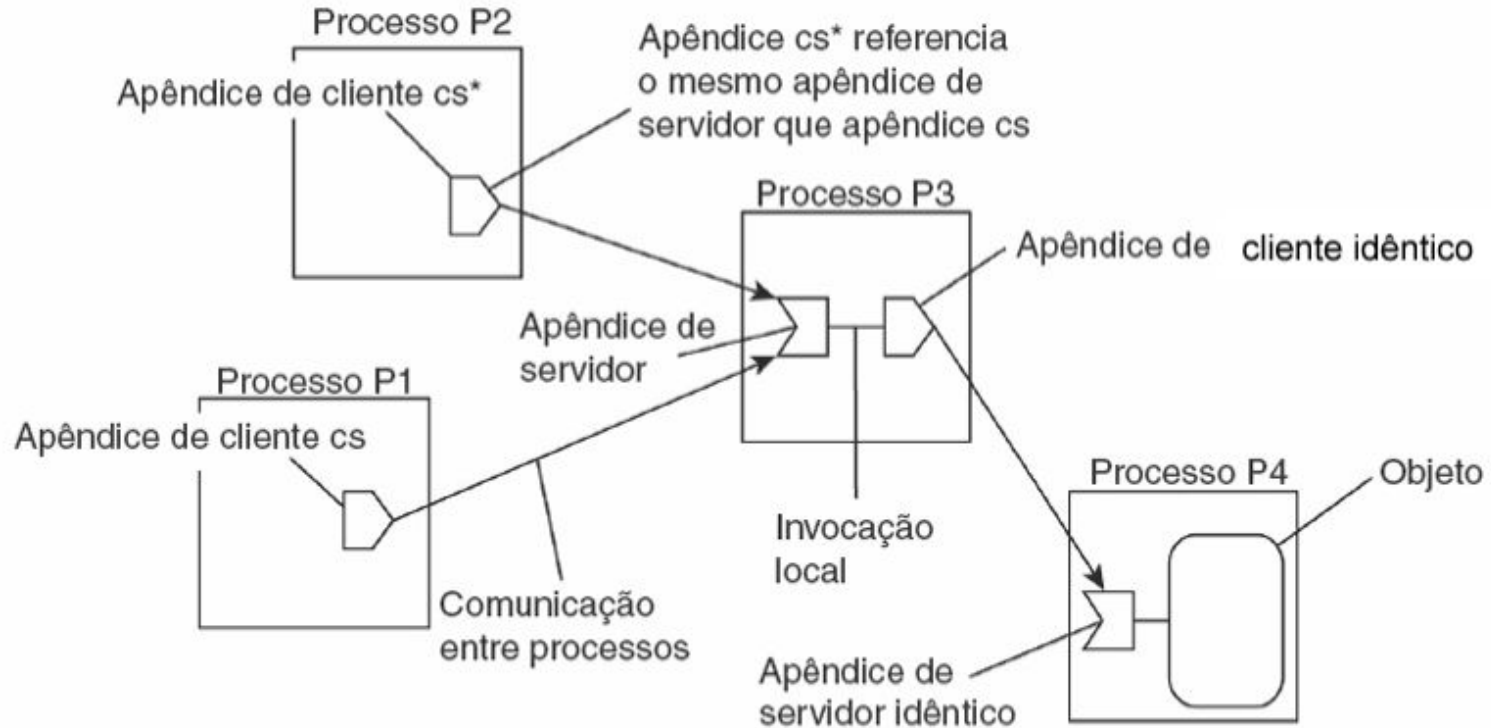 Processo P2
Apêndice de cliente cs*
Apêndice cs* referencia
o mesmo apêndice de
servidor que apêndice cs
Processo P3
Apêndice de cliente idêntico
Apêndice de
servidor
Processo P1
Apêndice de cliente cs
Processo P4
Objeto
Invocação
local
Comunicação
entre processos
Apêndice de
servidor idêntico